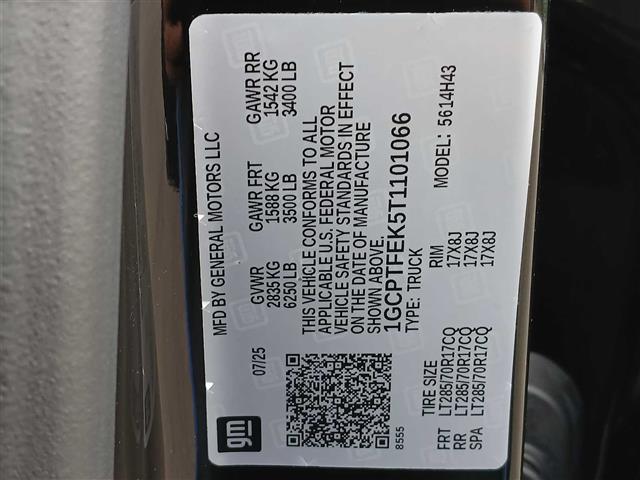 MFD BY GENERAL MOTORS LLC
07/25
GVWR GAWR FRT GAWR RR
2835 KG 1588 KG 1542 KG
6250 LB 3500 LB 3400 LB
THIS VEHICLE CONFORMS TO ALL
APPLICABLE U.S. FEDERAL MOTOR
VEHICLE SAFETY STANDARDS IN EFFECT
ON THE DATE OF MANUFACTURE
SHOWN ABOVE.
1GCPTFEK5T1101066
TYPE: TRUCK MODEL: 5614H43
gm
8555
TIRE SIZE RIM
FRT LT285/70R17CQ 17X8J
RR LT285/70R17CQ 17X8J
SPA LT285/70R17CQ 17X8J